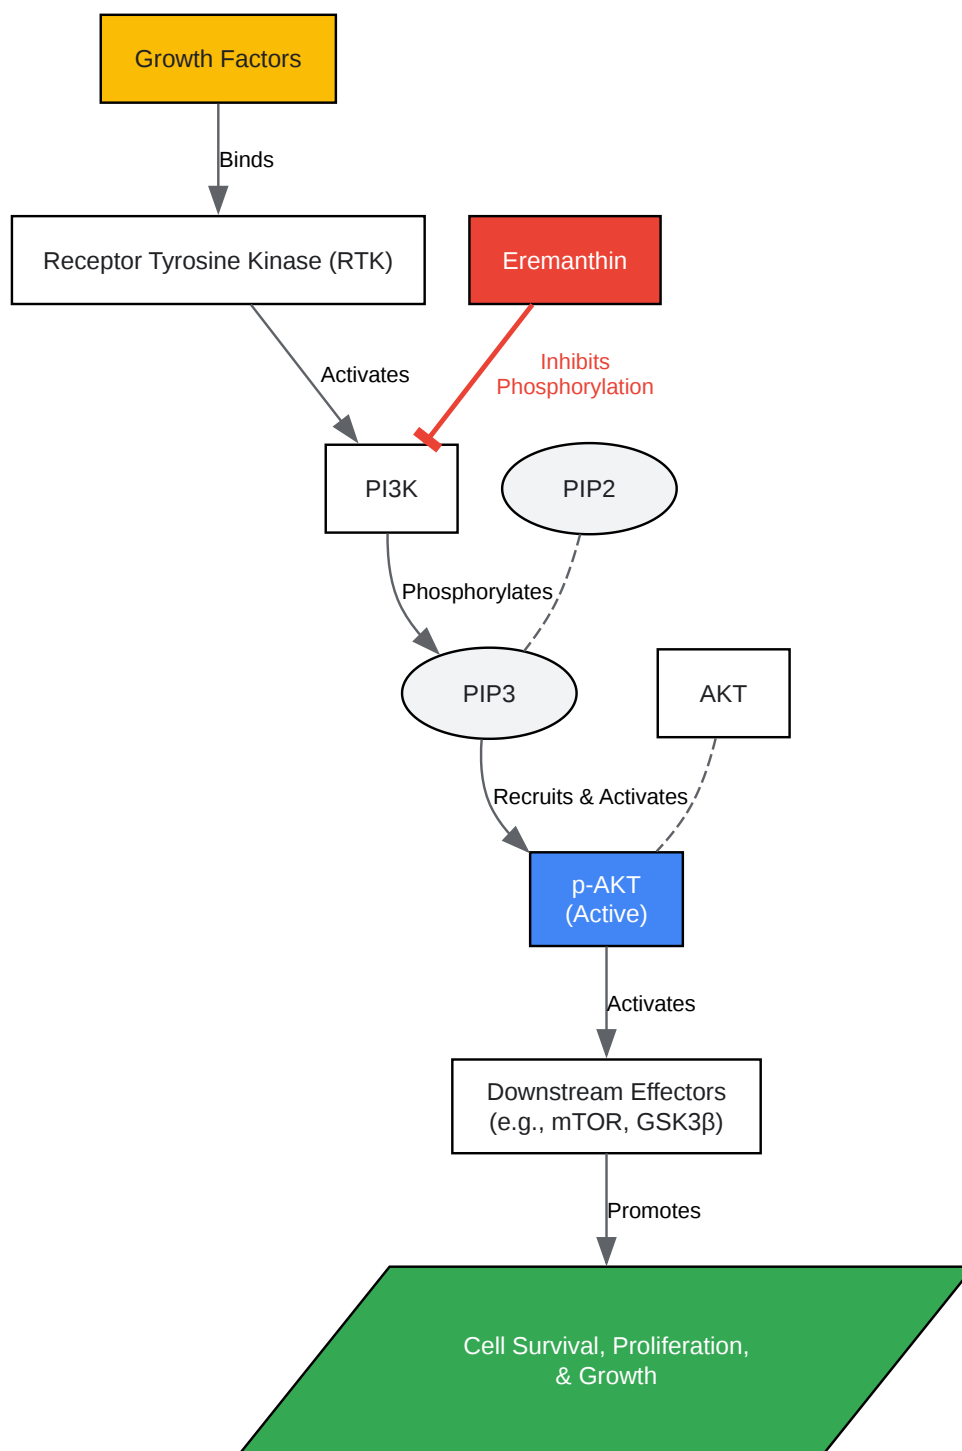 Growth Factors
Binds
Receptor Tyrosine Kinase (RTK)
Eremanthin
Inhibits
Phosphorylation
Activates
PI3K
PIP2
Phosphorylates
PIP3
AKT
Recruits & Activates
p-AKT
(Active)
Activates
Downstream Effectors
(e.g., mTOR, GSK3β)
Promotes
Cell Survival, Proliferation,
& Growth